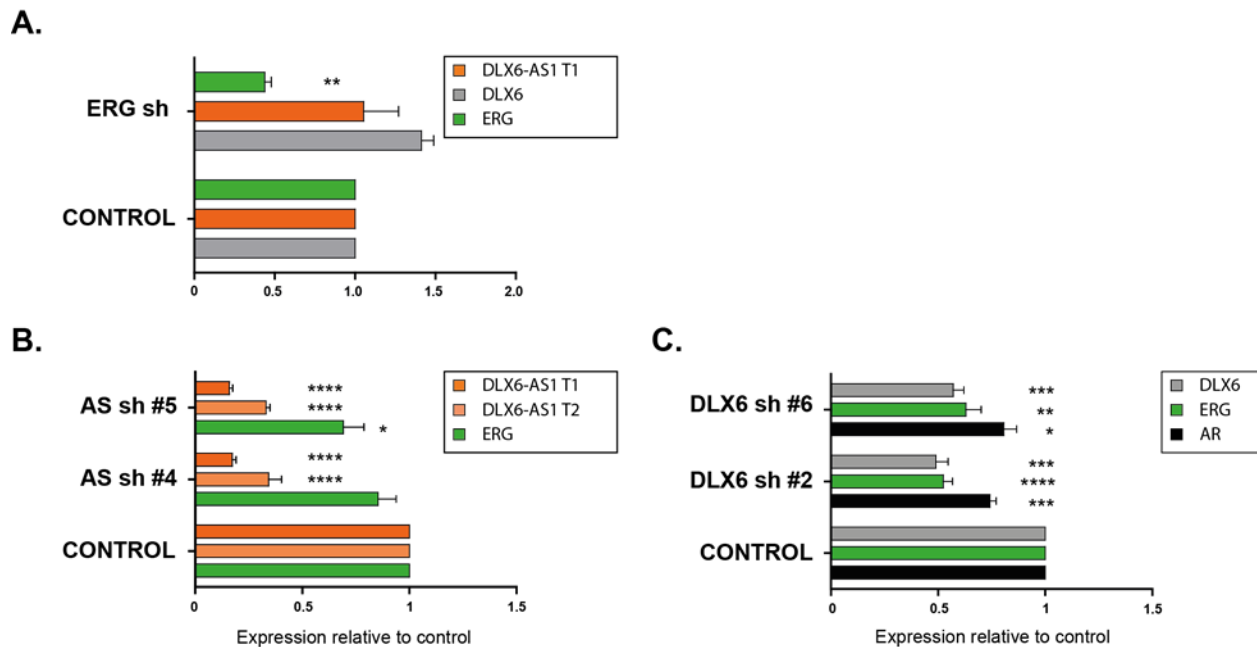 A.
ERG sh
**
CONTROL
DLX6-AS1 T1
DLX6
ERG
0 0.5 1.0 1.5 2.0
B.
AS sh #5
****
****
*
AS sh #4
****
****
CONTROL
DLX6-AS1 T1
DLX6-AS1 T2
ERG
0 0.5 1 1.5
Expression relative to control
C.
DLX6 sh #6
***
**
*
DLX6 sh #2
***
****
***
CONTROL
DLX6
ERG
AR
0 0.5 1 1.5
Expression relative to control